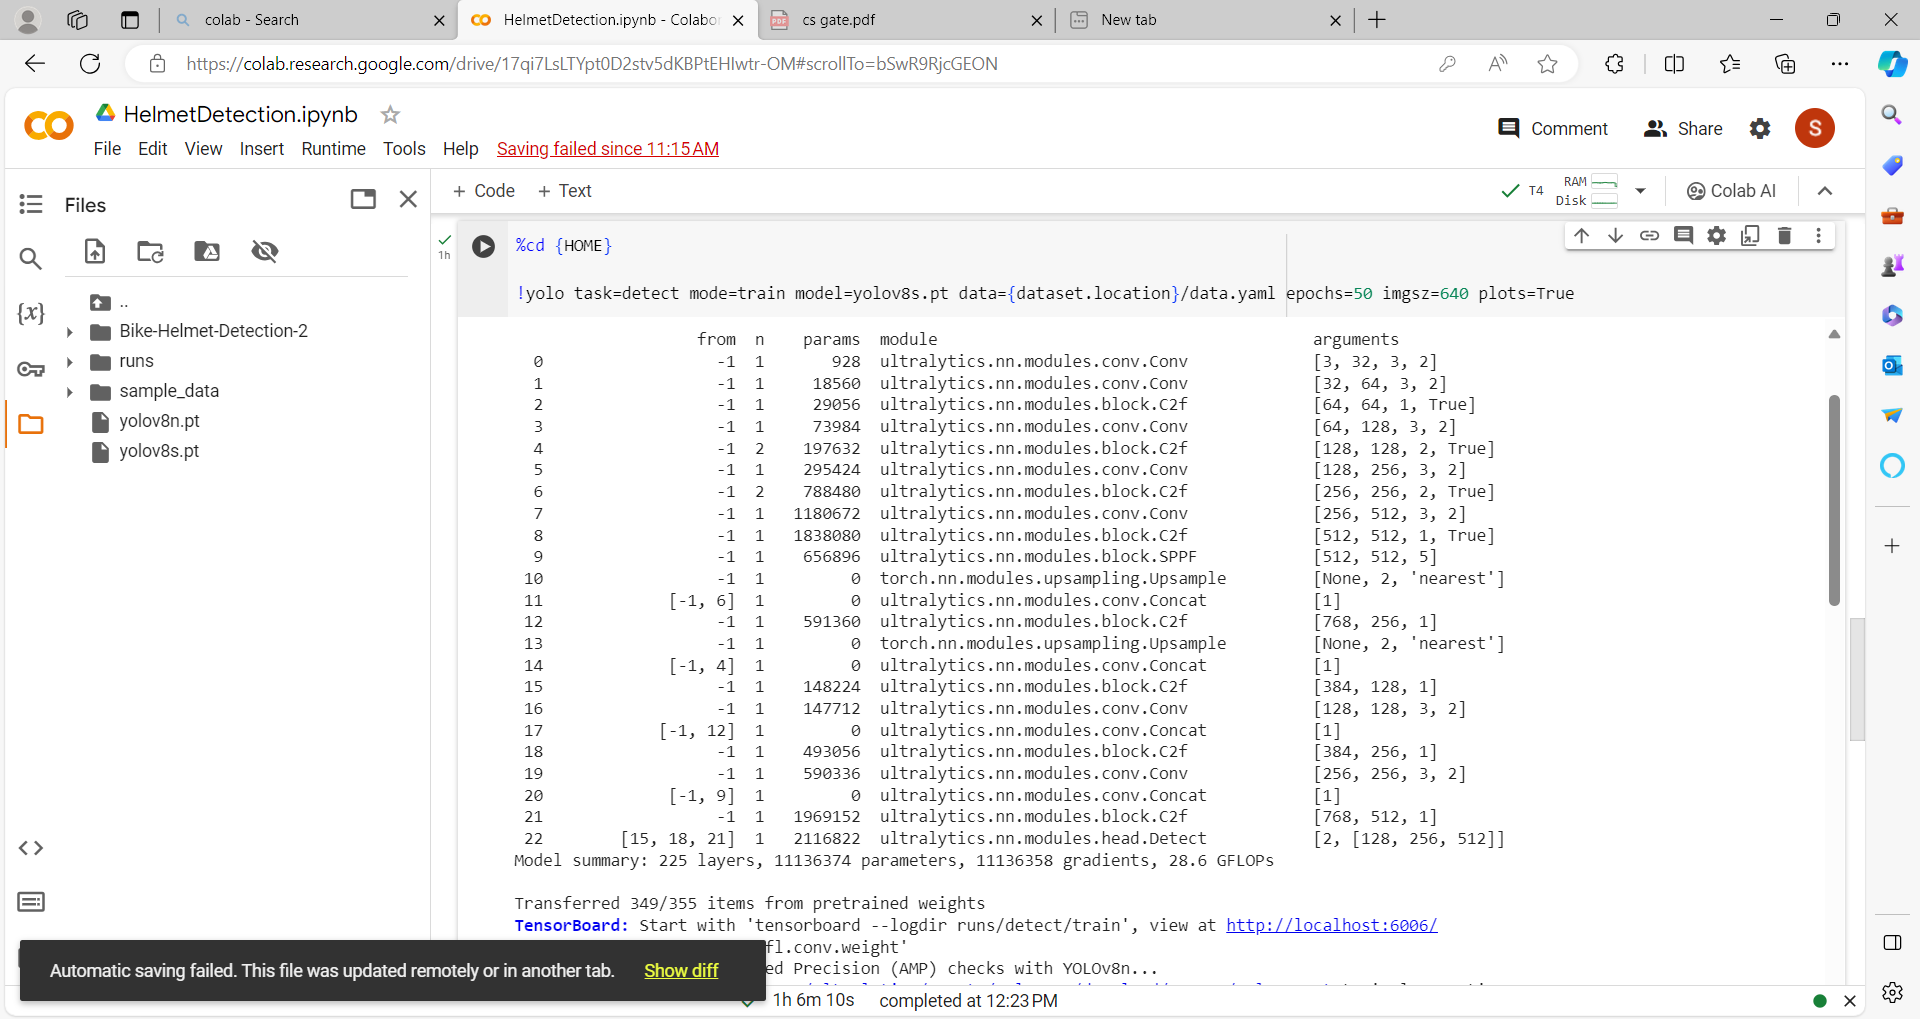 colab - Search
HelmetDetection.ipynb - Colabo
cs gate.pdf
New tab
https://colab.research.google.com/drive/17qi7LsLTYpt0D2stv5dKBPtEHlwtr-OM#scrollTo=bSwR9RjcGEON
HelmetDetection.ipynb
Comment
Share
S
File Edit View Insert Runtime Tools Help Saving failed since 11:15 AM
Files
+ Code + Text
T4
RAM
Disk
Colab AI
..
Bike-Helmet-Detection-2
runs
sample_data
yolov8n.pt
yolov8s.pt
1h
%cd {HOME}
!yolo task=detect mode=train model=yolov8s.pt data={dataset.location}/data.yaml epochs=50 imgsz=640 plots=True
from n params module arguments
0 -1 1 928 ultralytics.nn.modules.conv.Conv [3, 32, 3, 2]
1 -1 1 18560 ultralytics.nn.modules.conv.Conv [32, 64, 3, 2]
2 -1 1 29056 ultralytics.nn.modules.block.C2f [64, 64, 1, True]
3 -1 1 73984 ultralytics.nn.modules.conv.Conv [64, 128, 3, 2]
4 -1 2 197632 ultralytics.nn.modules.block.C2f [128, 128, 2, True]
5 -1 1 295424 ultralytics.nn.modules.conv.Conv [128, 256, 3, 2]
6 -1 2 788480 ultralytics.nn.modules.block.C2f [256, 256, 2, True]
7 -1 1 1180672 ultralytics.nn.modules.conv.Conv [256, 512, 3, 2]
8 -1 1 1838080 ultralytics.nn.modules.block.C2f [512, 512, 1, True]
9 -1 1 656896 ultralytics.nn.modules.block.SPPF [512, 512, 5]
10 -1 1 0 torch.nn.modules.upsampling.Upsample [None, 2, 'nearest']
11 [-1, 6] 1 0 ultralytics.nn.modules.conv.Concat [1]
12 -1 1 591360 ultralytics.nn.modules.block.C2f [768, 256, 1]
13 -1 1 0 torch.nn.modules.upsampling.Upsample [None, 2, 'nearest']
14 [-1, 4] 1 0 ultralytics.nn.modules.conv.Concat [1]
15 -1 1 148224 ultralytics.nn.modules.block.C2f [384, 128, 1]
16 -1 1 147712 ultralytics.nn.modules.conv.Conv [128, 128, 3, 2]
17 [-1, 12] 1 0 ultralytics.nn.modules.conv.Concat [1]
18 -1 1 493056 ultralytics.nn.modules.block.C2f [384, 256, 1]
19 -1 1 590336 ultralytics.nn.modules.conv.Conv [256, 256, 3, 2]
20 [-1, 9] 1 0 ultralytics.nn.modules.conv.Concat [1]
21 -1 1 1969152 ultralytics.nn.modules.block.C2f [768, 512, 1]
22 [15, 18, 21] 1 2116822 ultralytics.nn.modules.head.Detect [2, [128, 256, 512]]
Model summary: 225 layers, 11136374 parameters, 11136358 gradients, 28.6 GFLOPs
Transferred 349/355 items from pretrained weights
TensorBoard: Start with 'tensorboard --logdir runs/detect/train', view at http://localhost:6006/
fl.conv.weight'
ed Precision (AMP) checks with YOLOv8n...
Automatic saving failed. This file was updated remotely or in another tab. Show diff
1h 6m 10s completed at 12:23 PM